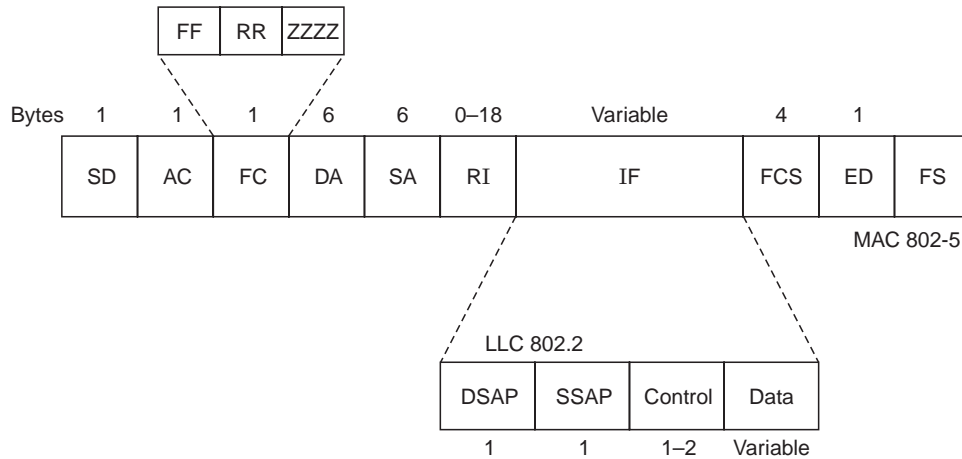 FF RR ZZZZ
Bytes 1 1 1 6 6 0–18 Variable 4 1
SD AC FC DA SA RI IF FCS ED FS
MAC 802-5
LLC 802.2
DSAP SSAP Control Data
1 1 1–2 Variable